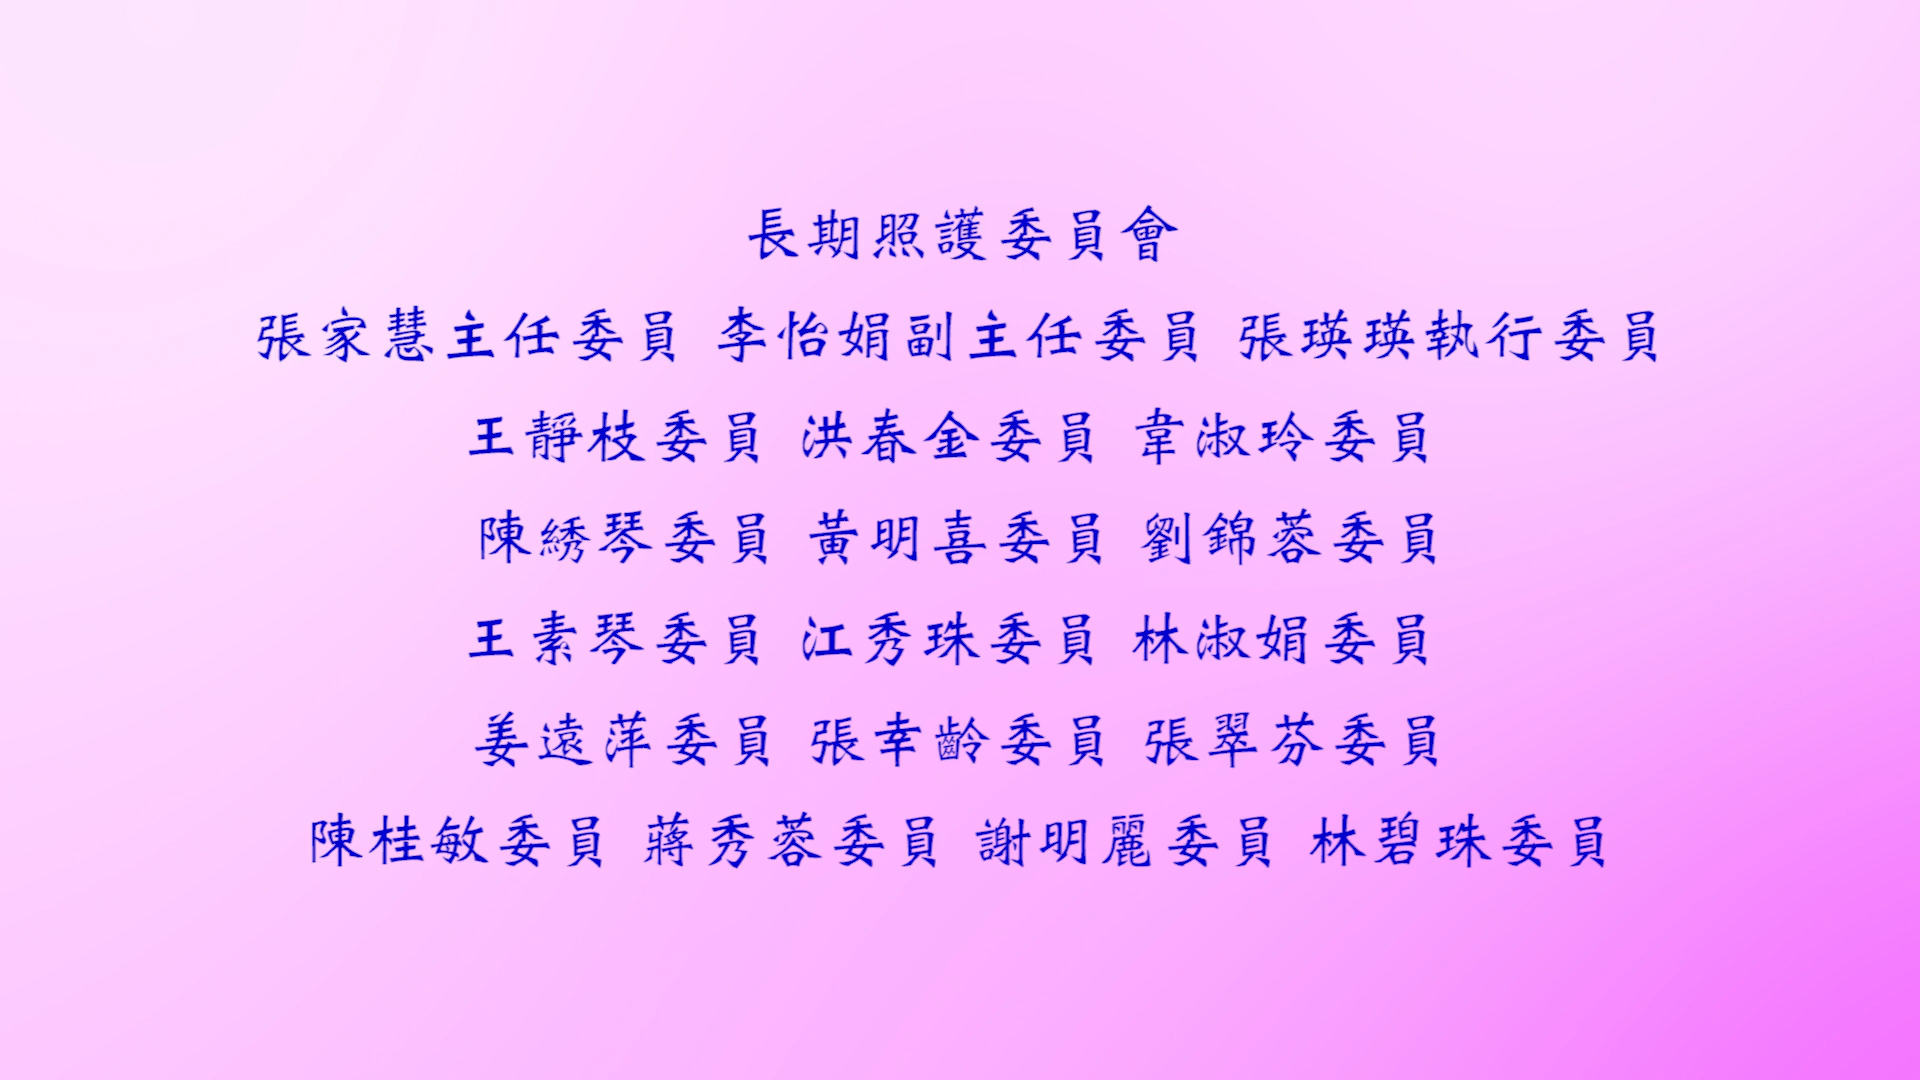 長期照護委員會
張家慧主任委員 李怡娟副主任委員 張瑛瑛執行委員
王靜枝委員 洪春金委員 韋淑玲委員
陳綉琴委員 黃明喜委員 劉錦蓉委員
王素琴委員 江秀珠委員 林淑娟委員
姜遠萍委員 張幸齡委員 張翠芬委員
陳桂敏委員 蔣秀蓉委員 謝明麗委員 林碧珠委員